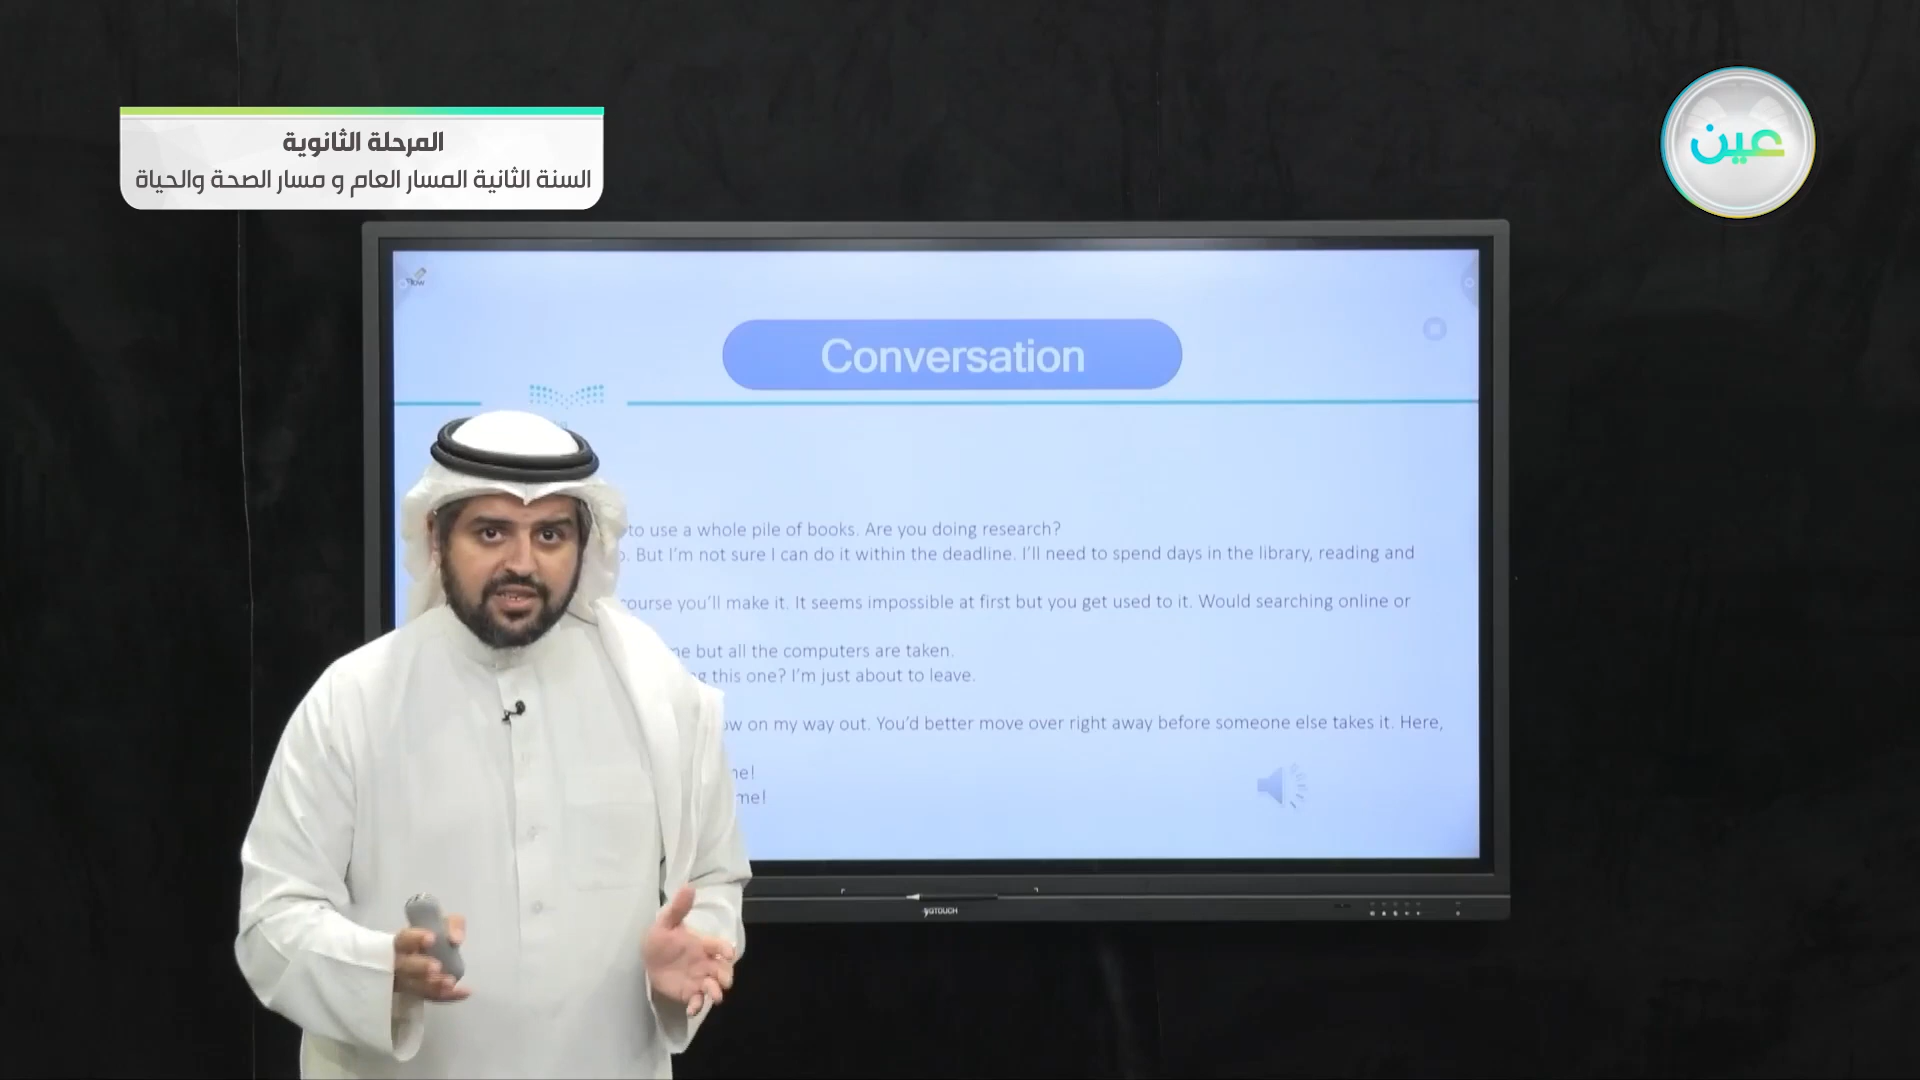 المرحلة الثانوية
السنة الثانية المسار العام و مسار الصحة والحياة
عين
Conversation
to use a whole pile of books. Are you doing research?
. But I'm not sure I can do it within the deadline. I'll need to spend days in the library, reading and
course you'll make it. It seems impossible at first but you get used to it. Would searching online or
but all the computers are taken.
this one? I'm just about to leave.
on my way out. You'd better move over right away before someone else takes it. Here,
me!